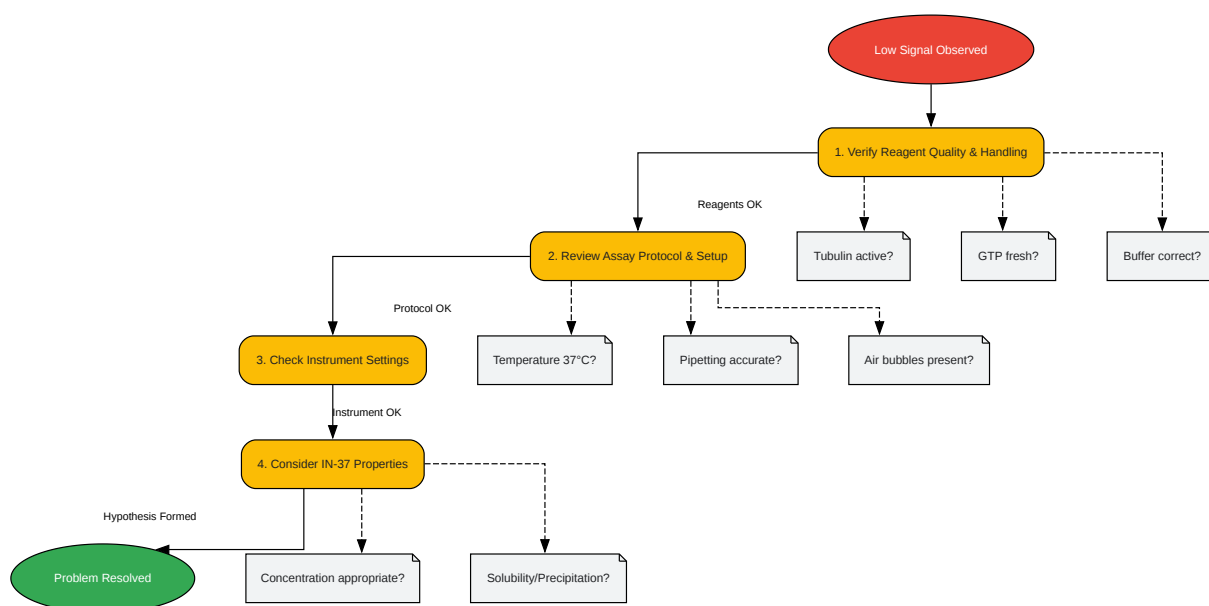 Low Signal Observed
1. Verify Reagent Quality & Handling
Reagents OK
2. Review Assay Protocol & Setup
Tubulin active?
GTP fresh?
Buffer correct?
Protocol OK
3. Check Instrument Settings
Temperature 37°C?
Pipetting accurate?
Air bubbles present?
Instrument OK
4. Consider IN-37 Properties
Hypothesis Formed
Problem Resolved
Concentration appropriate?
Solubility/Precipitation?